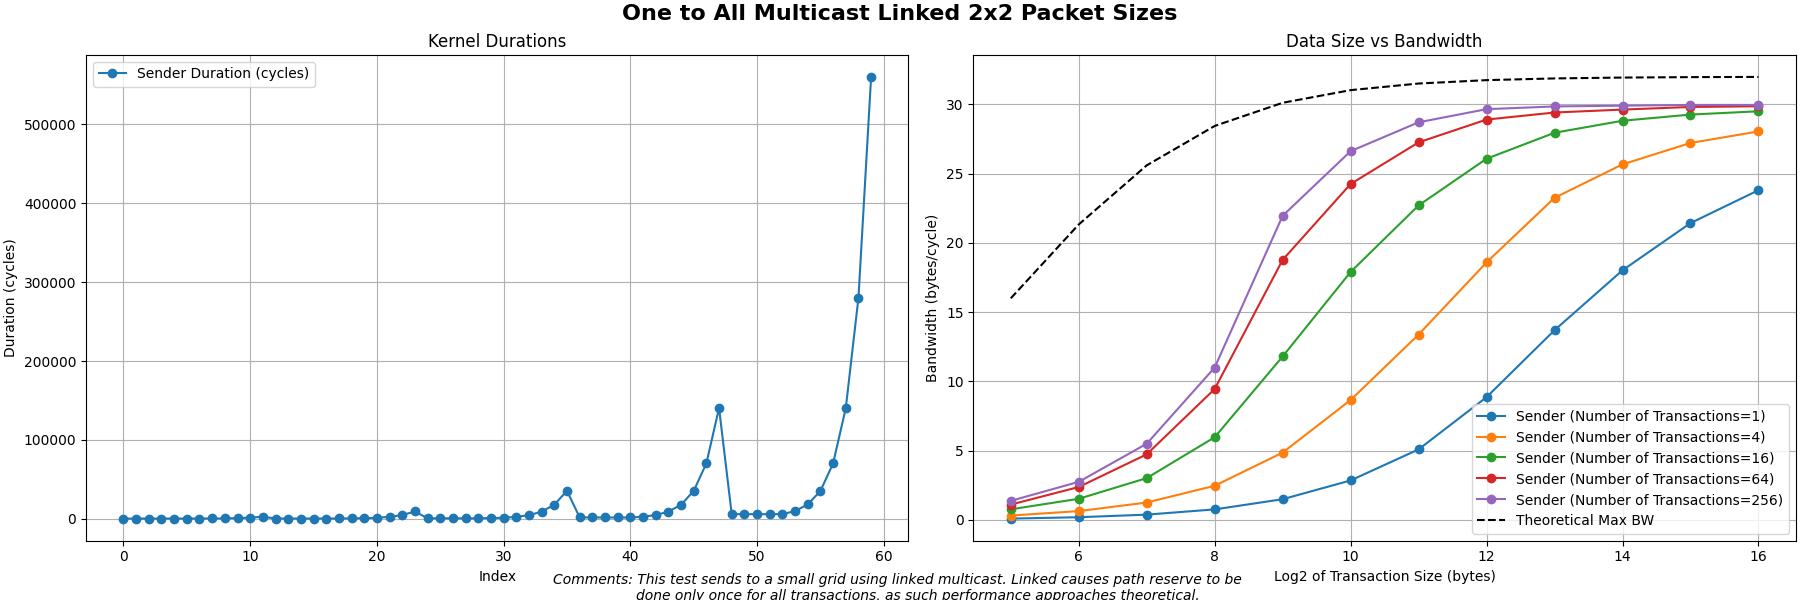 One to All Multicast Linked 2x2 Packet Sizes
Kernel Durations
Sender Duration (cycles)
Duration (cycles)
500000
400000
300000
200000
100000
0
0 10 20 30 40 50 60
Index
Data Size vs Bandwidth
Bandwidth (bytes/cycle)
30
25
20
15
10
5
0
Sender (Number of Transactions=1)
Sender (Number of Transactions=4)
Sender (Number of Transactions=16)
Sender (Number of Transactions=64)
Sender (Number of Transactions=256)
Theoretical Max BW
6 8 10 12 14 16
Log2 of Transaction Size (bytes)
Comments: This test sends to a small grid using linked multicast. Linked causes path reserve to be
done only once for all transactions, as such performance approaches theoretical.